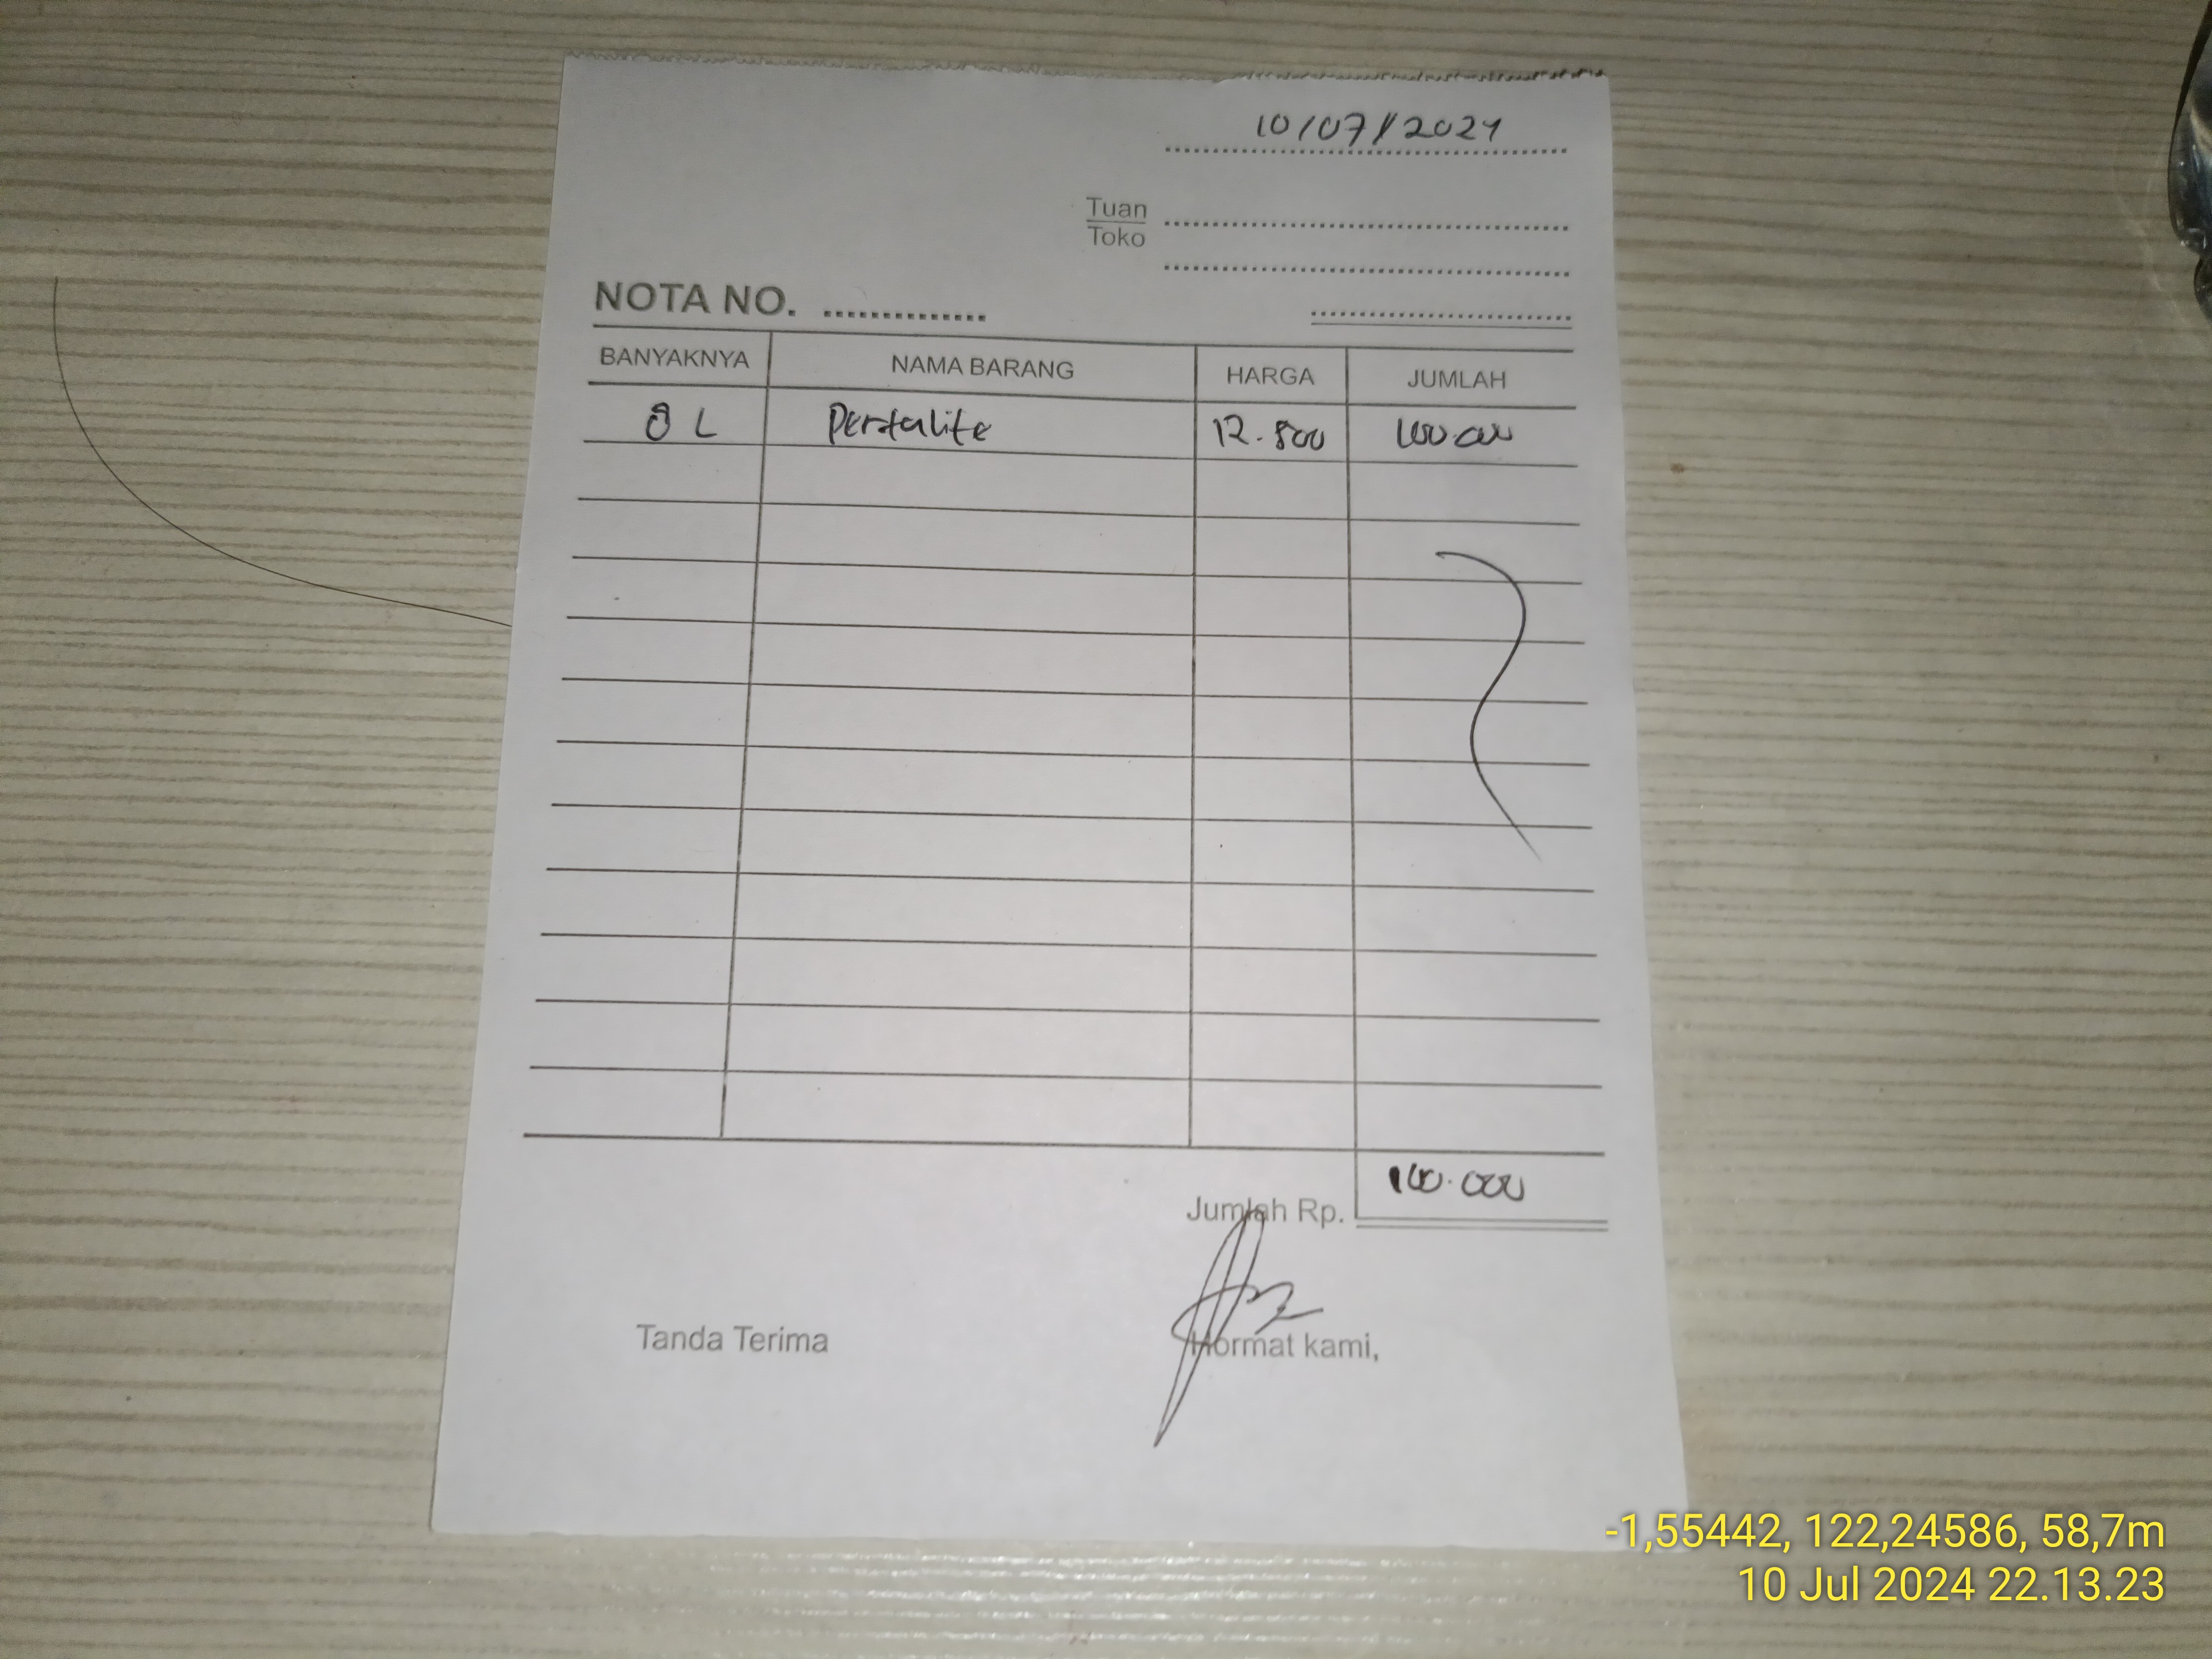 10/07/2024
Tuan
Toko
NOTA NO.
BANYAKNYA NAMA BARANG HARGA JUMLAH
8 L Pertalite 12.500 100.000
Jumlah Rp. 100.000
Tanda Terima Hormat kami,
-1,55442, 122,24586, 58,7m
10 Jul 2024 22.13.23